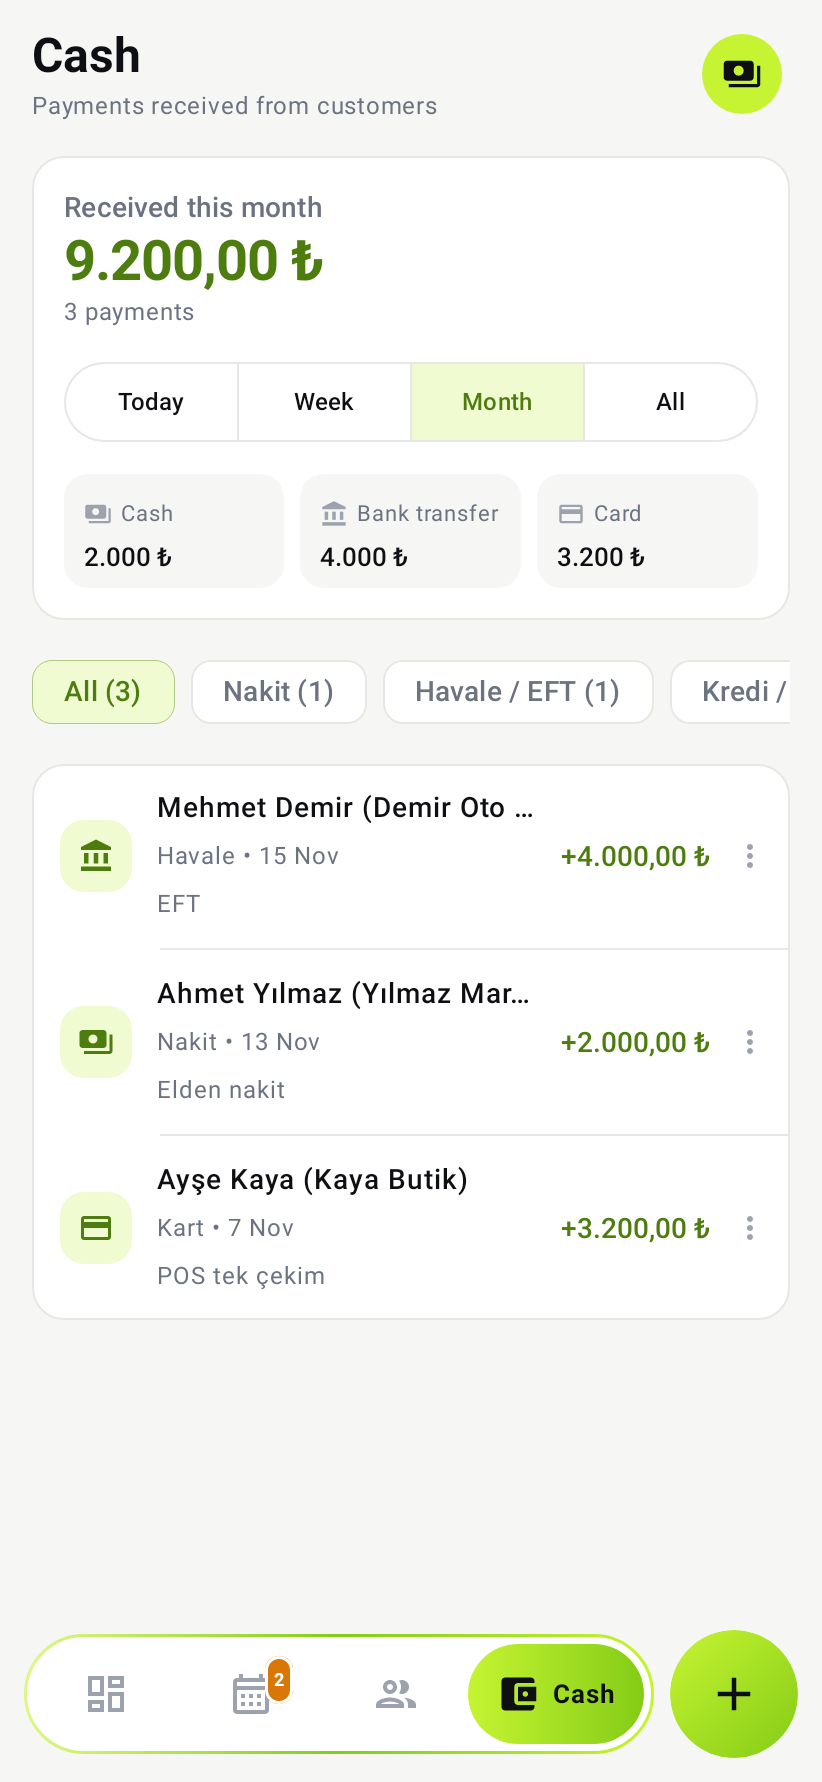 Cash
Payments received from customers
Received this month
9.200,00 ₺
3 payments
Today
Week
Month
All
Cash
2.000 ₺
Bank transfer
4.000 ₺
Card
3.200 ₺
All (3)
Nakit (1)
Havale / EFT (1)
Kredi /
Mehmet Demir (Demir Oto ...
Havale • 15 Nov
EFT
+4.000,00 ₺
Ahmet Yılmaz (Yılmaz Mar...
Nakit • 13 Nov
Elden nakit
+2.000,00 ₺
Ayşe Kaya (Kaya Butik)
Kart • 7 Nov
POS tek çekim
+3.200,00 ₺
2
Cash